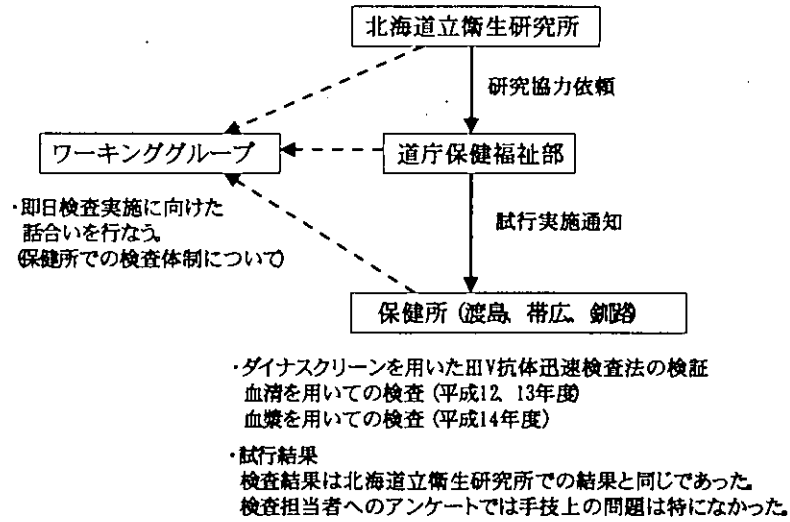 北海道立衛生研究所
研究協力依頼
ワーキンググループ
道庁保健福祉部
・即日検査実施に向けた
話合いを行なう。
(保健所での検査体制について)
試行実施通知
保健所 (渡島、帯広、釧路)
・ダイナスクリーンを用いたHIV抗体迅速検査法の検証
血清を用いての検査 (平成12、13年度)
血漿を用いての検査 (平成14年度)
・試行結果
検査結果は北海道立衛生研究所での結果と同じであった。
検査担当者へのアンケートでは手技上の問題は特になかった。